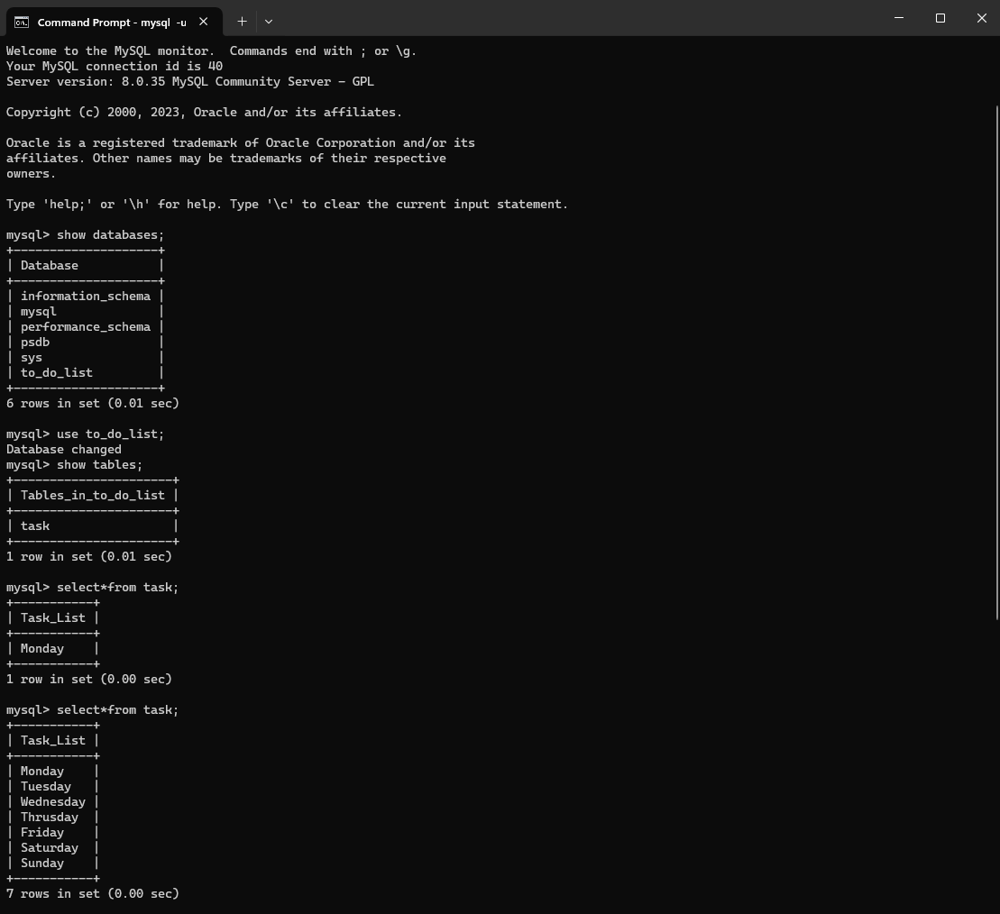 Command Prompt - mysql -u
Welcome to the MySQL monitor.  Commands end with ; or \g.
Your MySQL connection id is 40
Server version: 8.0.35 MySQL Community Server - GPL
Copyright (c) 2000, 2023, Oracle and/or its affiliates.
Oracle is a registered trademark of Oracle Corporation and/or its
affiliates. Other names may be trademarks of their respective
owners.
Type 'help;' or '\h' for help. Type '\c' to clear the current input statement.
mysql> show databases;
+--------------------+
| Database           |
+--------------------+
| information_schema |
| mysql              |
| performance_schema |
| psdb               |
| sys                |
| to_do_list         |
+--------------------+
6 rows in set (0.01 sec)
mysql> use to_do_list;
Database changed
mysql> show tables;
+----------------------+
| Tables_in_to_do_list |
+----------------------+
| task                 |
+----------------------+
1 row in set (0.01 sec)
mysql> select*from task;
+-----------+
| Task_List |
+-----------+
| Monday    |
+-----------+
1 row in set (0.00 sec)
mysql> select*from task;
+-----------+
| Task_List |
+-----------+
| Monday    |
| Tuesday   |
| Wednesday |
| Thrusday  |
| Friday    |
| Saturday  |
| Sunday    |
+-----------+
7 rows in set (0.00 sec)